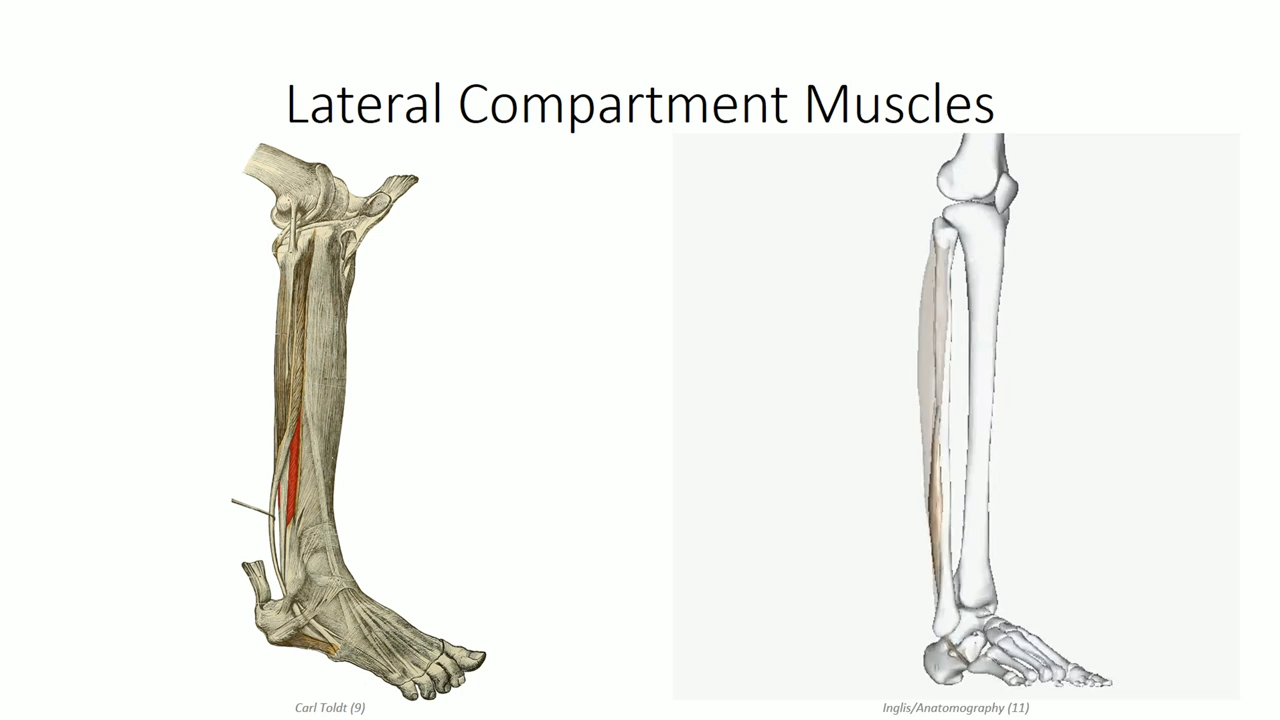 Lateral Compartment Muscles
Carl Toldt (9)
Inglis/Anatomography (11)